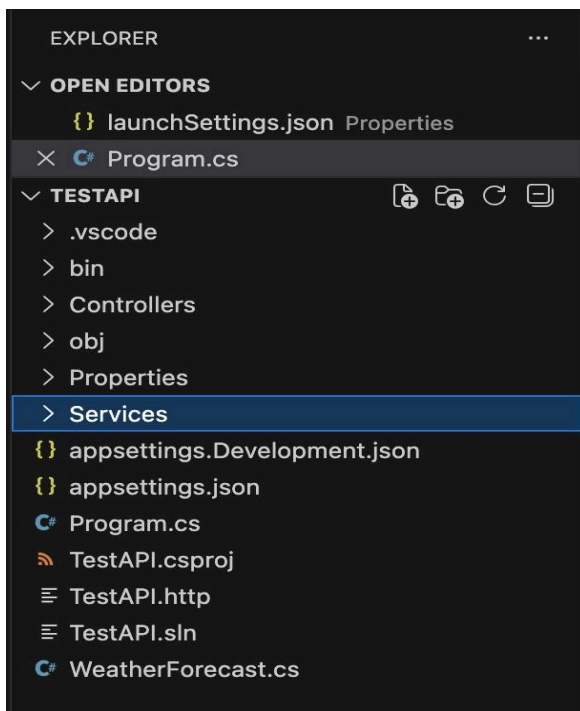 EXPLORER
OPEN EDITORS
{} launchSettings.json Properties
C# Program.cs
TESTAPI
.vscode
bin
Controllers
obj
Properties
Services
{} appsettings.Development.json
{} appsettings.json
C# Program.cs
TestAPI.csproj
TestAPI.http
TestAPI.sln
C# WeatherForecast.cs